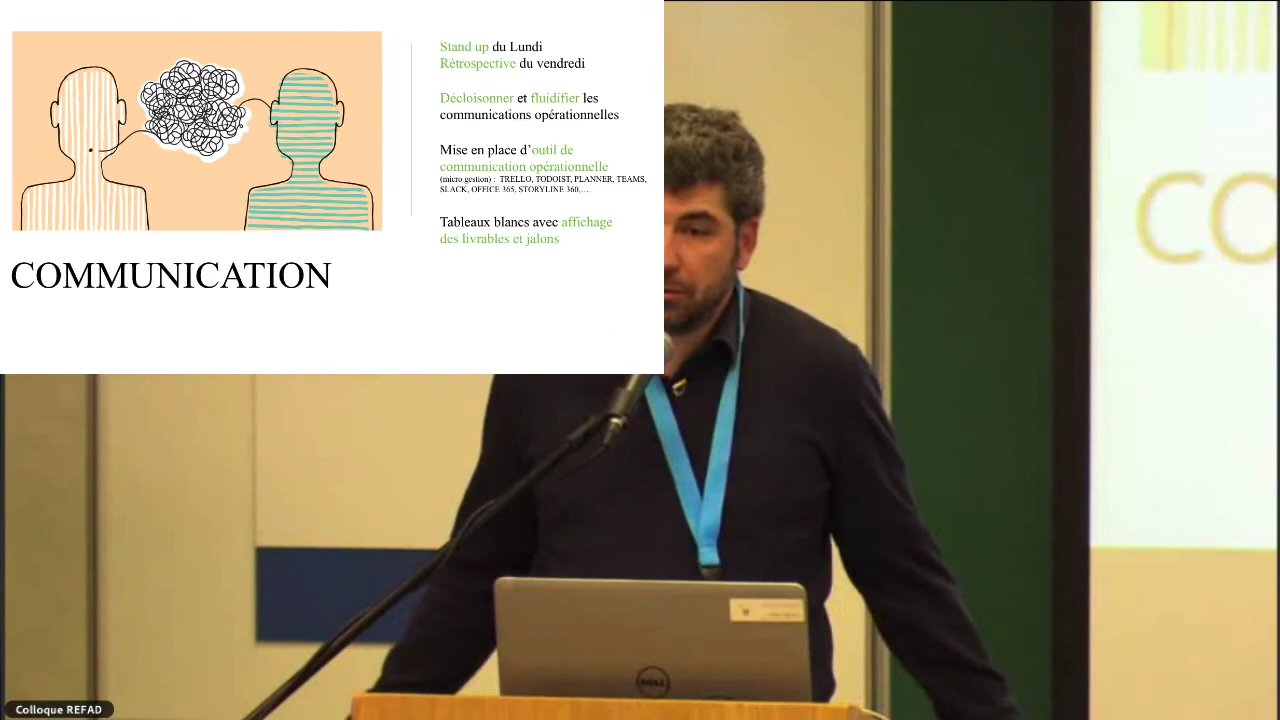 Stand up du Lundi
Rétrospective du vendredi
Décloisonner et fluidifier les
communications opérationnelles
Mise en place d'outil de
communication opérationnelle
(micro gestion) : TRELLO, TODOIST, PLANNER, TEAMS,
SLACK, OFFICE 365, STORYLINE 360,…
Tableaux blancs avec affichage
des livrables et jalons
COMMUNICATION
CO
DELL
Colloque REFAD